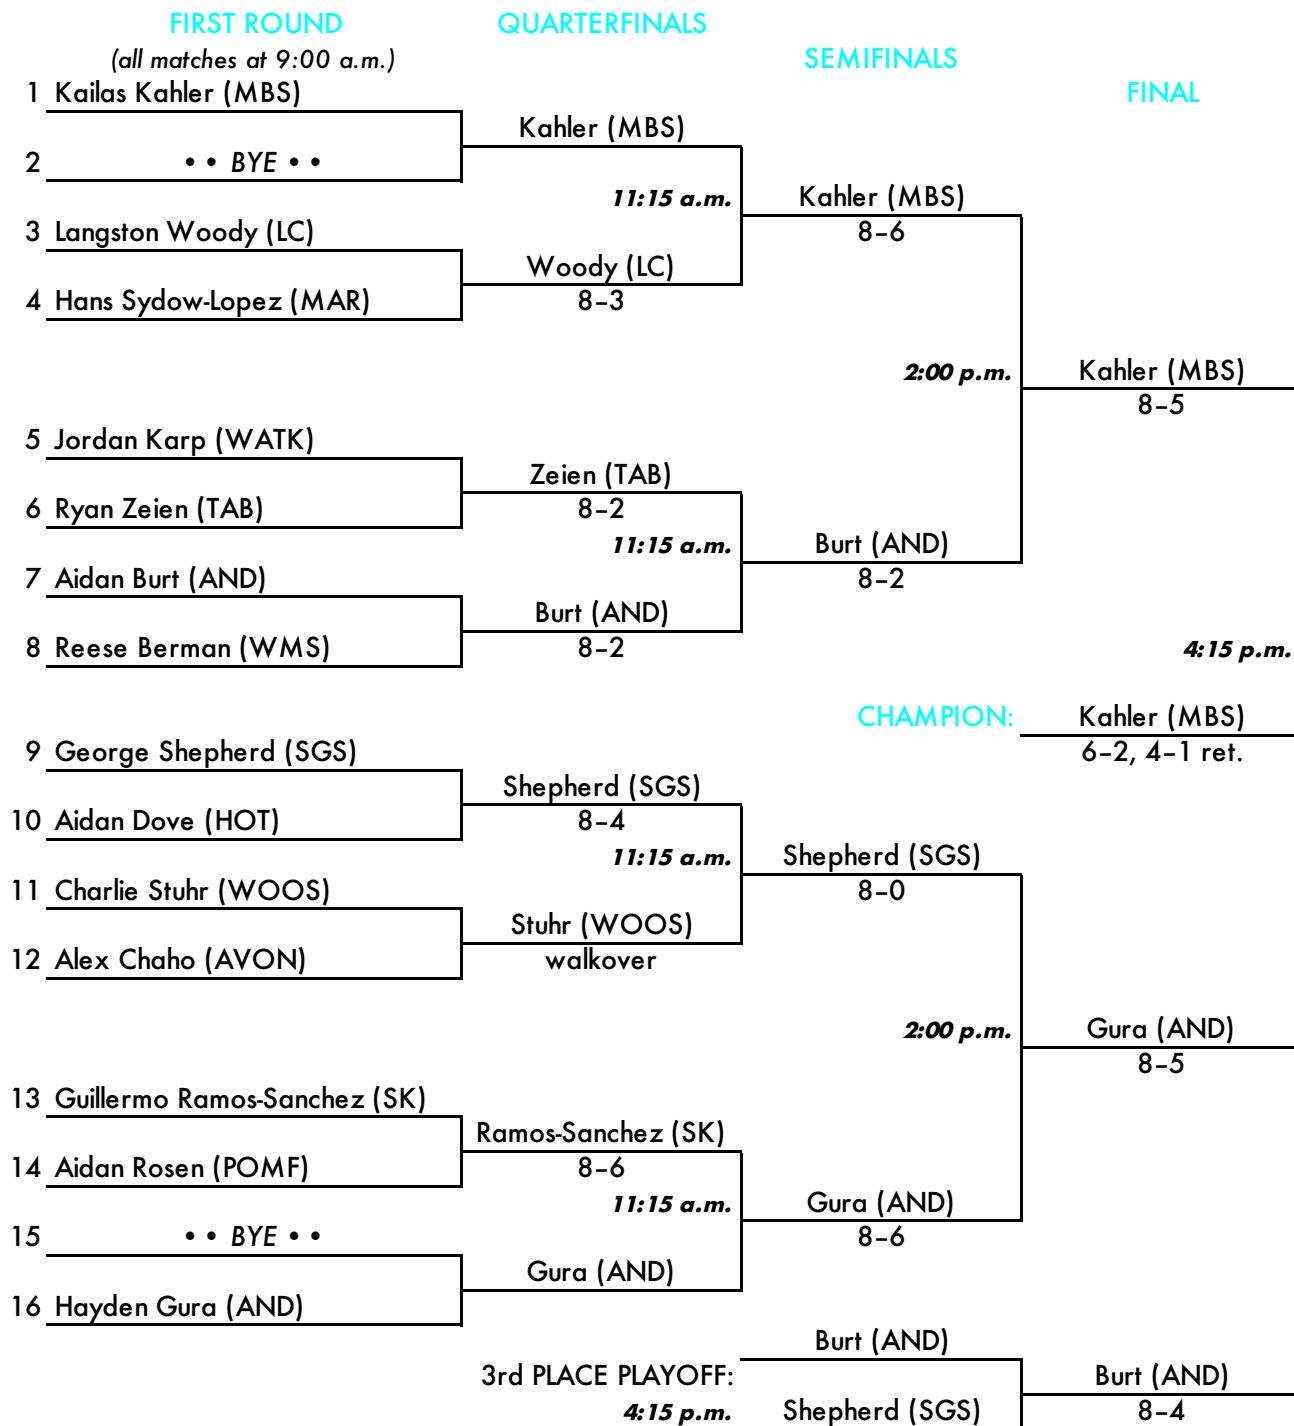 FIRST ROUND
QUARTERFINALS
(all matches at 9:00 a.m.)
SEMIFINALS
1 Kailas Kahler (MBS)
FINAL
Kahler (MBS)
2 • • BYE • •
11:15 a.m.
Kahler (MBS)
8–6
3 Langston Woody (LC)
Woody (LC)
8–3
4 Hans Sydow-Lopez (MAR)
2:00 p.m.
Kahler (MBS)
8–5
5 Jordan Karp (WATK)
Zeien (TAB)
8–2
6 Ryan Zeien (TAB)
11:15 a.m.
Burt (AND)
8–2
7 Aidan Burt (AND)
Burt (AND)
8–2
8 Reese Berman (WMS)
4:15 p.m.
CHAMPION:
Kahler (MBS)
6–2, 4–1 ret.
9 George Shepherd (SGS)
Shepherd (SGS)
8–4
10 Aidan Dove (HOT)
11:15 a.m.
Shepherd (SGS)
8–0
11 Charlie Stuhr (WOOS)
Stuhr (WOOS)
walkover
12 Alex Chaho (AVON)
2:00 p.m.
Gura (AND)
8–5
13 Guillermo Ramos-Sanchez (SK)
Ramos-Sanchez (SK)
8–6
14 Aidan Rosen (POMF)
11:15 a.m.
Gura (AND)
8–6
15 • • BYE • •
Gura (AND)
16 Hayden Gura (AND)
Burt (AND)
3rd PLACE PLAYOFF:
Burt (AND)
4:15 p.m.
Shepherd (SGS)
8–4